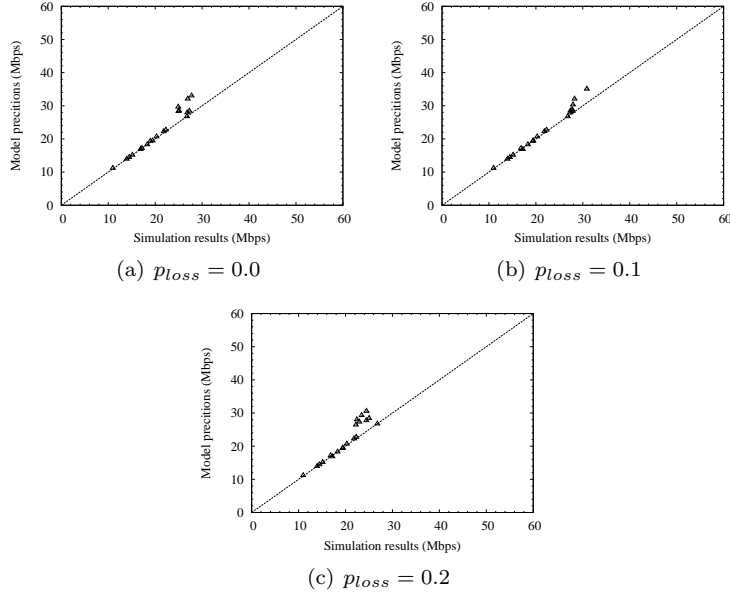 60
50
40
30
20
10
0
Model precitions (Mbps)
0 10 20 30 40 50 60
Simulation results (Mbps)
(a) p_loss = 0.0
60
50
40
30
20
10
0
Model precitions (Mbps)
0 10 20 30 40 50 60
Simulation results (Mbps)
(b) p_loss = 0.1
60
50
40
30
20
10
0
Model precitions (Mbps)
0 10 20 30 40 50 60
Simulation results (Mbps)
(c) p_loss = 0.2